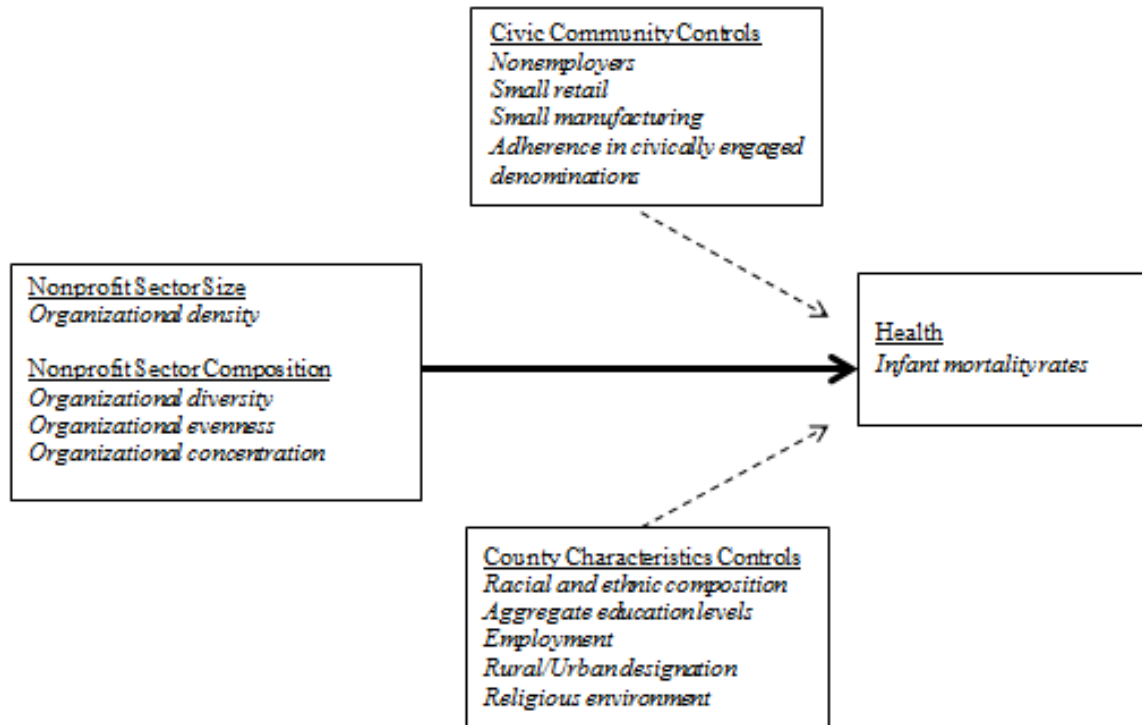 Civic Community Controls
Nonemployers
Small retail
Small manufacturing
Adherence in civically engaged
denominations
Nonprofit Sector Size
Organizational density
Nonprofit Sector Composition
Organizational diversity
Organizational evenness
Organizational concentration
Health
Infant mortality rates
County Characteristics Controls
Racial and ethnic composition
Aggregate education levels
Employment
Rural/Urban designation
Religious environment